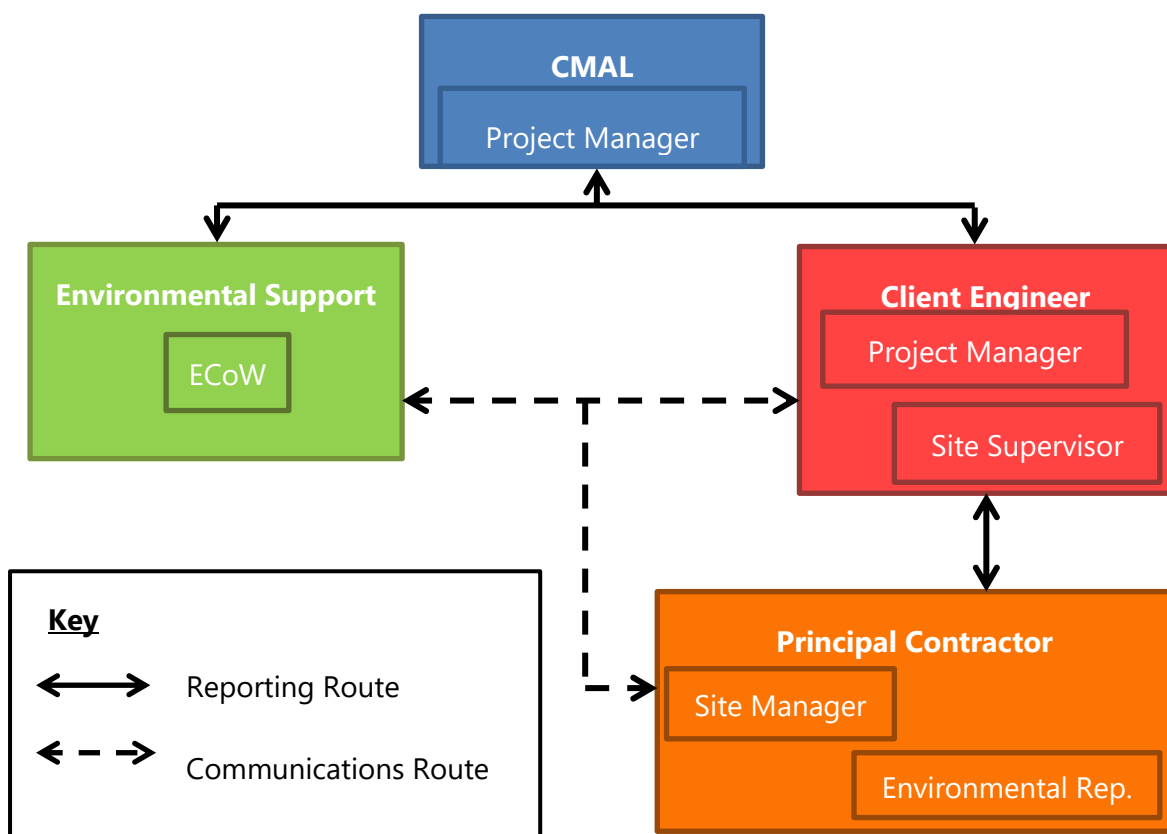 CMAL
Project Manager
Environmental Support
ECoW
Client Engineer
Project Manager
Site Supervisor
Principal Contractor
Site Manager
Environmental Rep.
Key
Reporting Route
Communications Route